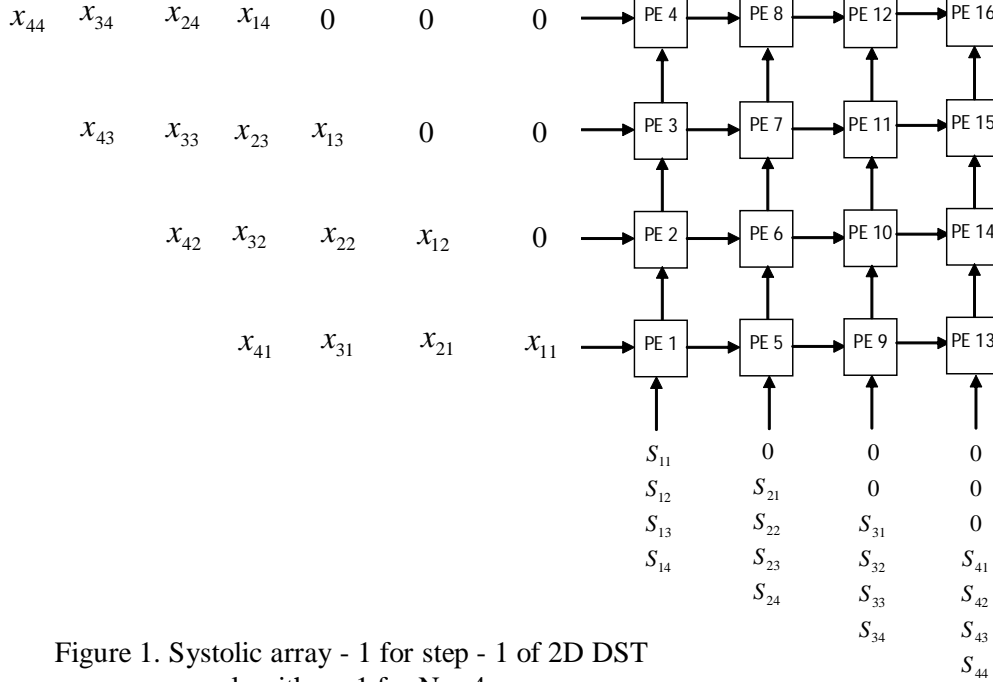 x44 x34 x24 x14 0 0 0 PE 4 PE 8 PE 12 PE 16
x43 x33 x23 x13 0 0 PE 3 PE 7 PE 11 PE 15
x42 x32 x22 x12 0 PE 2 PE 6 PE 10 PE 14
x41 x31 x21 x11 PE 1 PE 5 PE 9 PE 13
S11 0 0 0
S12 S21 0 0
S13 S22 S31 0
S14 S23 S32 S41
S24 S33 S42
S34 S43
S44
Figure 1. Systolic array - 1 for step - 1 of 2D DST